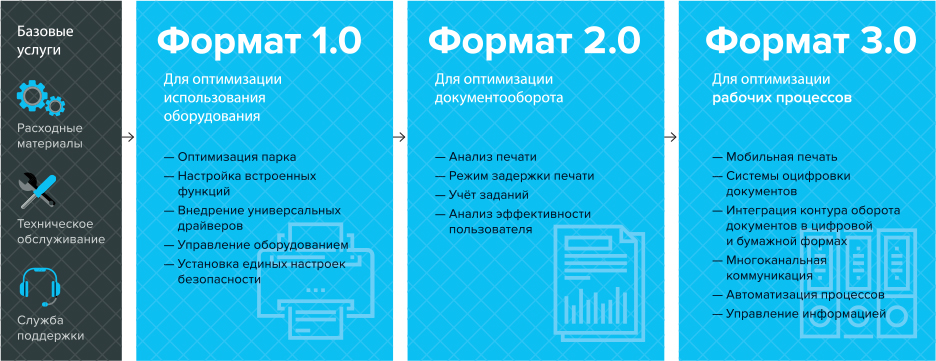 Базовые
услуги
Расходные
материалы
Техническое
обслуживание
Служба
поддержки
Формат 1.0
Для оптимизации
использования
оборудования
— Оптимизация парка
— Настройка встроенных
функций
— Внедрение универсальных
драйверов
— Управление оборудованием
— Установка единых настроек
безопасности
Формат 2.0
Для оптимизации
документооборота
— Анализ печати
— Режим задержки печати
— Учёт заданий
— Анализ эффективности
пользователя
Формат 3.0
Для оптимизации
рабочих процессов
— Мобильная печать
— Системы оцифровки
документов
— Интеграция контура оборота
документов в цифровой
и бумажной формах
— Многоканальная
коммуникация
— Автоматизация процессов
— Управление информацией